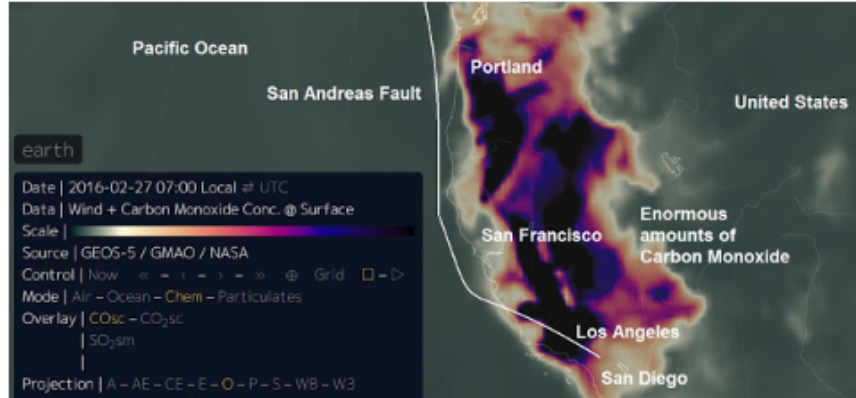 Pacific Ocean
Portland
San Andreas Fault
United States
earth
Date | 2016-02-27 07:00 Local ⇄ UTC
Data | Wind + Carbon Monoxide Conc. @ Surface
Scale |
Source | GEOS-5 / GMAO / NASA
Control | Now « – ‹ – › – » ⊕ Grid □ – ▷
Mode | Air – Ocean – Chem – Particulates
Overlay | COsc – CO₂sc
| SO₂sm
|
Projection | A – AE – CE – E – O – P – S – WB – W3
San Francisco
Enormous
amounts of
Carbon Monoxide
Los Angeles
San Diego